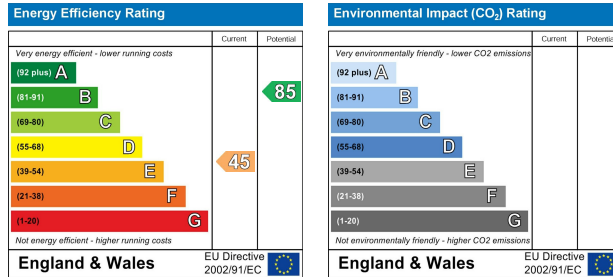 Energy Efficiency Rating
Current Potential
Very energy efficient - lower running costs
(92 plus) A
(81-91) B
85
(69-80) C
(55-68) D
(39-54) E
45
(21-38) F
(1-20) G
Not energy efficient - higher running costs
England & Wales
EU Directive
2002/91/EC
Environmental Impact (CO₂) Rating
Current Potential
Very environmentally friendly - lower CO2 emissions
(92 plus) A
(81-91) B
(69-80) C
(55-68) D
(39-54) E
(21-38) F
(1-20) G
Not environmentally friendly - higher CO2 emissions
England & Wales
EU Directive
2002/91/EC